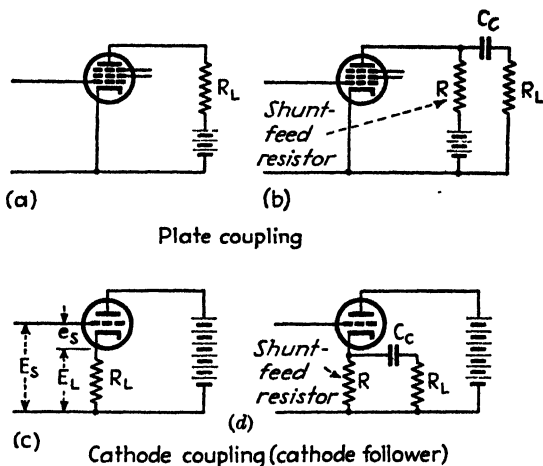 C_c
R_L
R
R_L
Shunt-
feed
resistor
(a)
(b)
Plate coupling
e_s
E_s
E_L
R_L
Shunt-
feed
resistor
R
C_c
R_L
(c)
(d)
Cathode coupling (cathode follower)